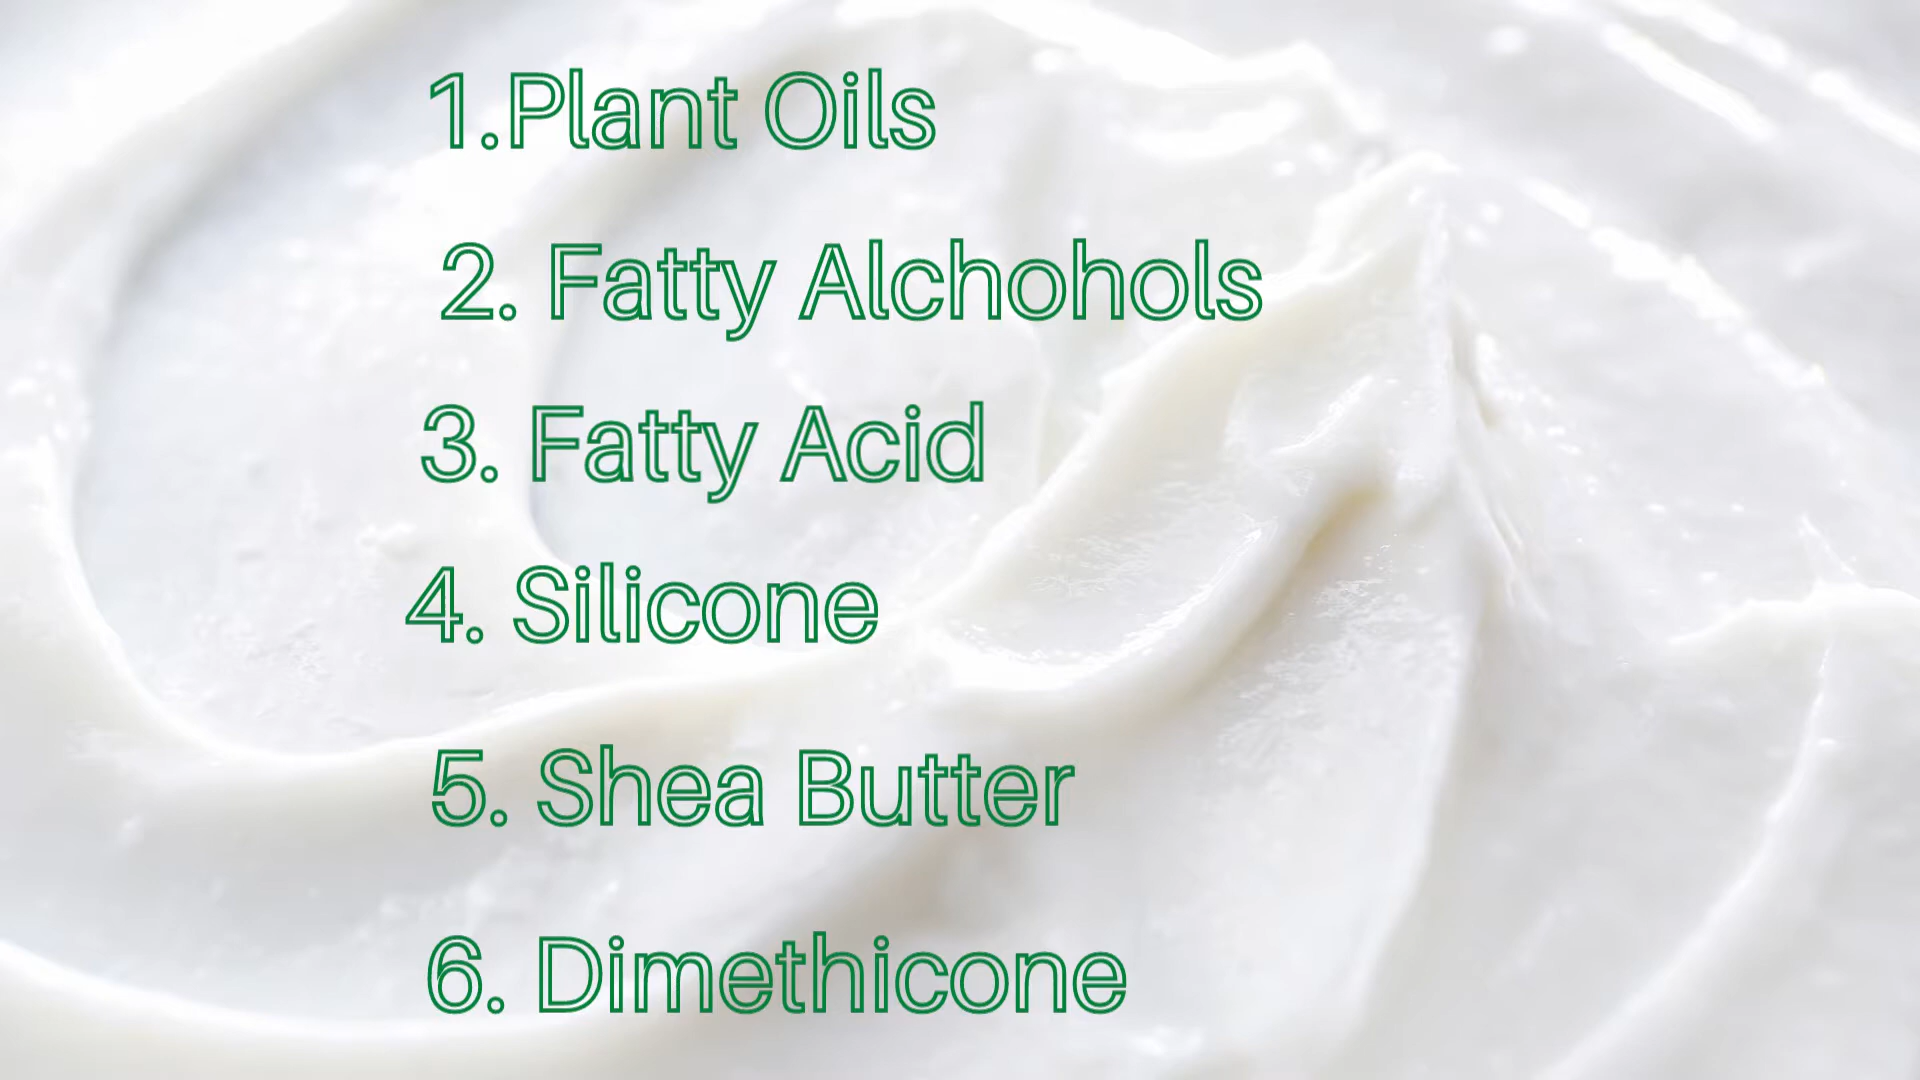 1.Plant Oils
2. Fatty Alchohols
3. Fatty Acid
4. Silicone
5. Shea Butter
6. Dimethicone